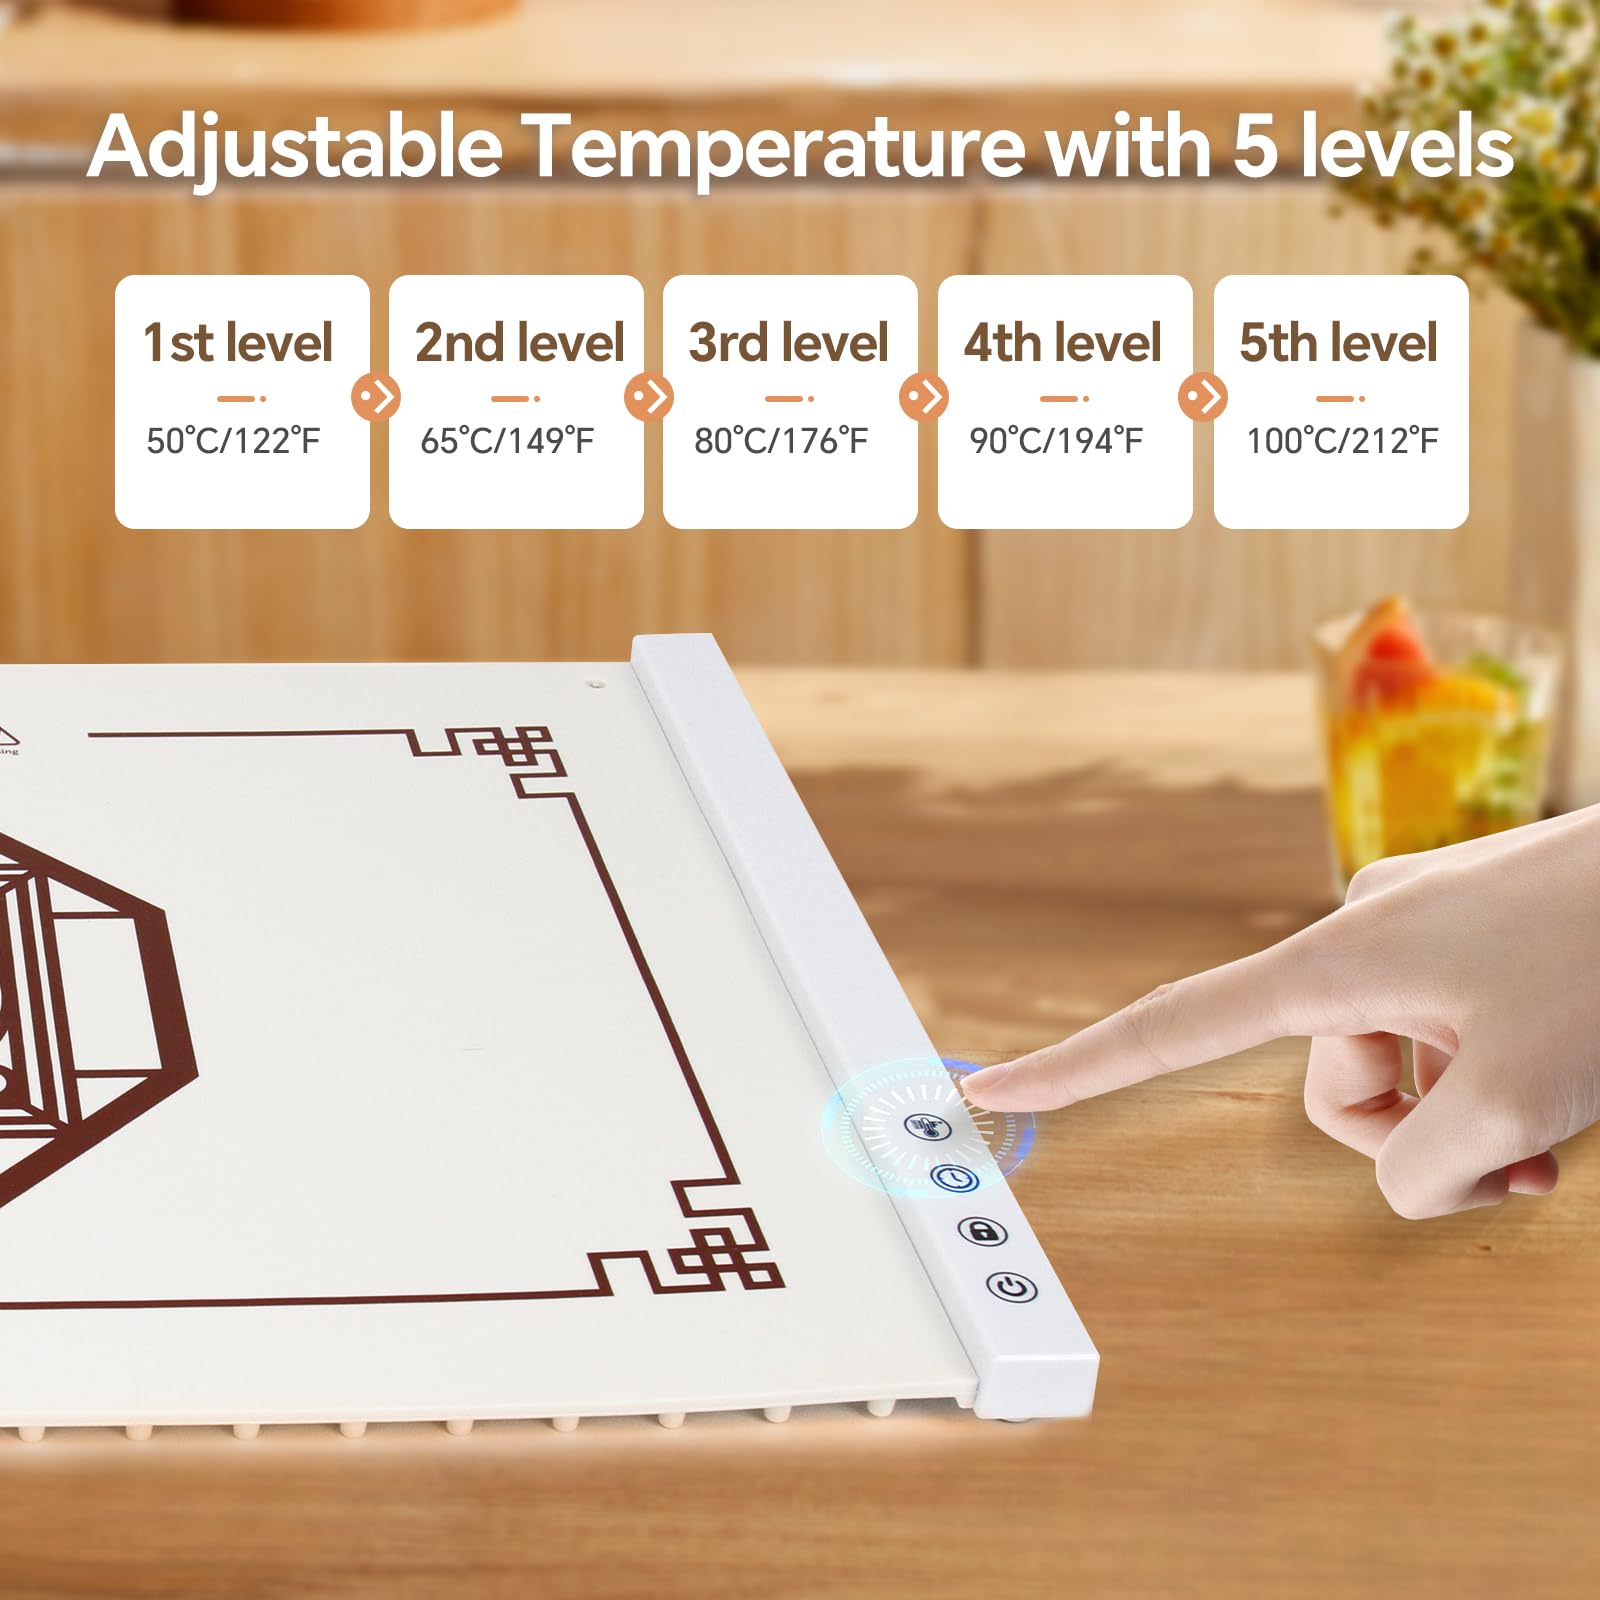 Adjustable Temperature with 5 levels
1st level
50°C/122°F
2nd level
65°C/149°F
3rd level
80°C/176°F
4th level
90°C/194°F
5th level
100°C/212°F